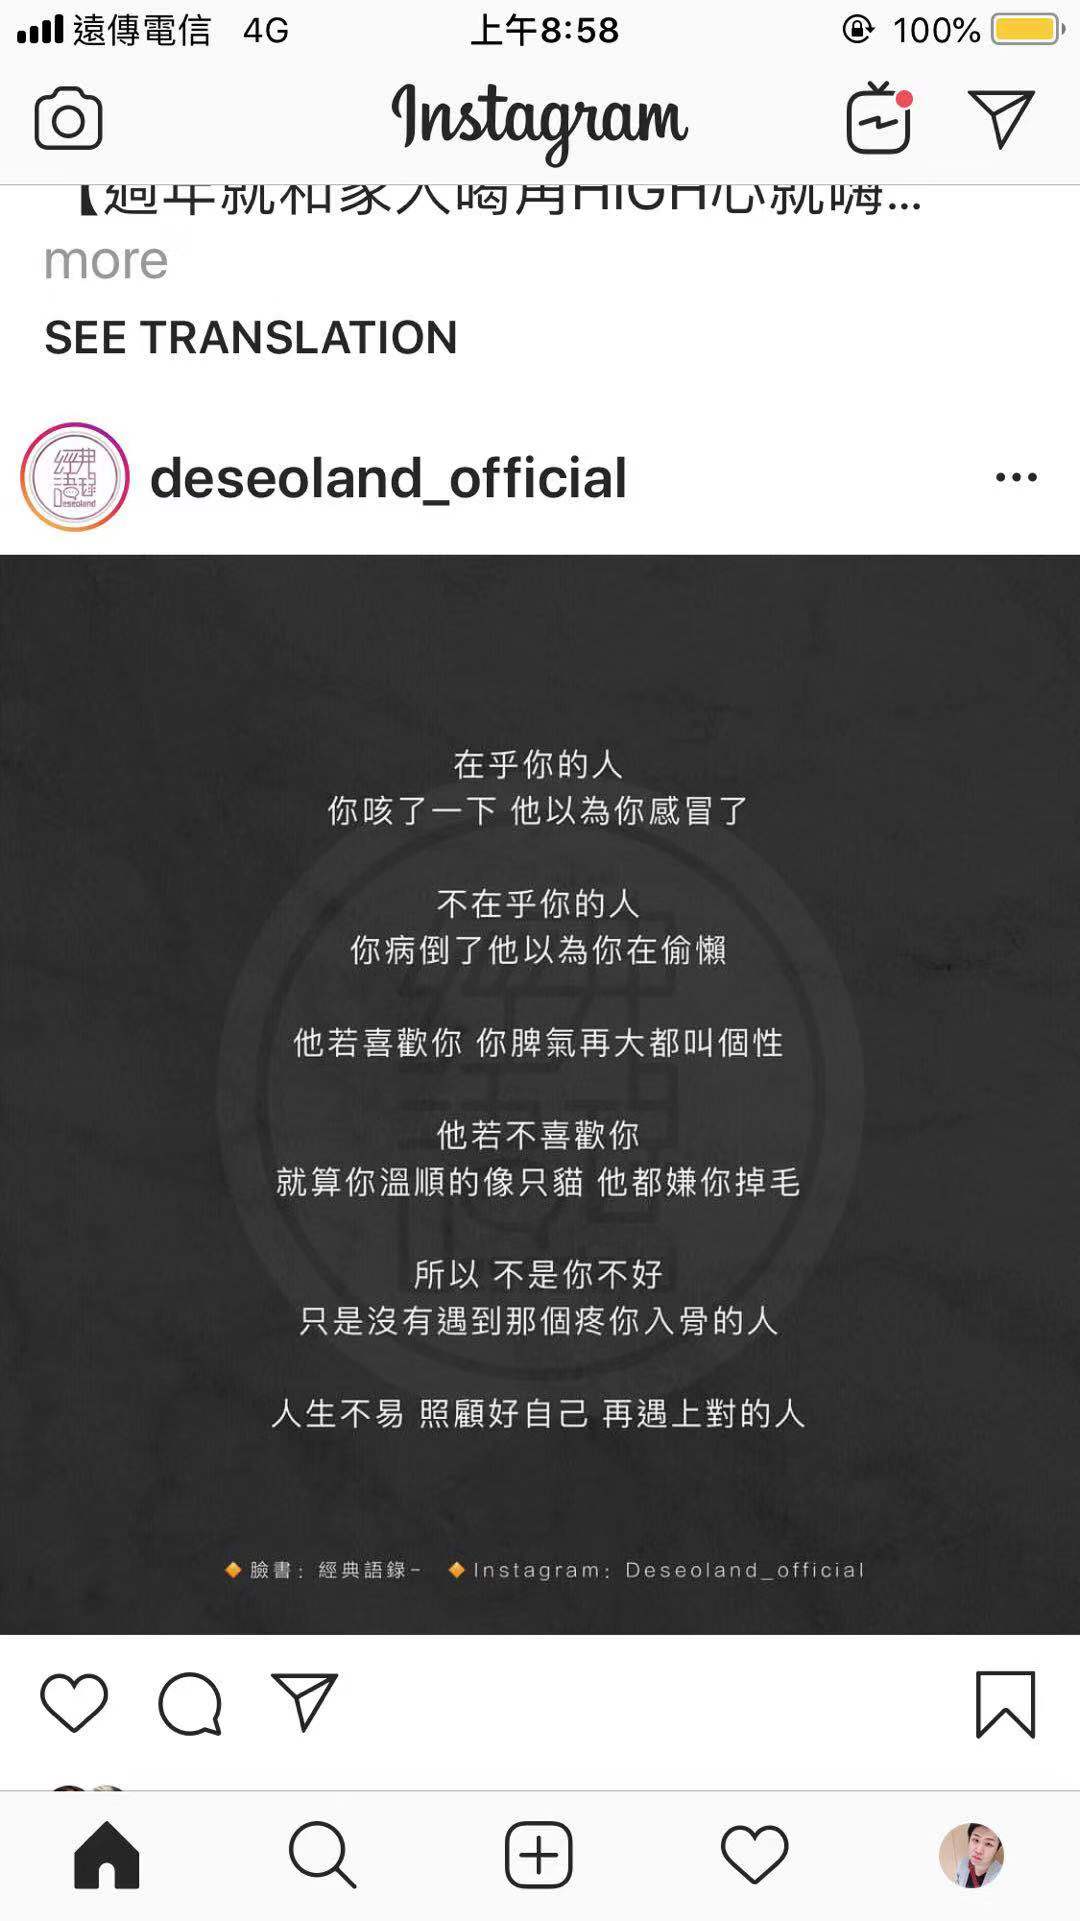 遠傳電信 4G 上午8:58 100%
Instagram
【過年就和家人喝角HIGH心就嗨...
more
SEE TRANSLATION
經典語錄 Deseoland
deseoland_official
在乎你的人
你咳了一下 他以為你感冒了
不在乎你的人
你病倒了他以為你在偷懶
他若喜歡你 你脾氣再大都叫個性
他若不喜歡你
就算你溫順的像只貓 他都嫌你掉毛
所以 不是你不好
只是沒有遇到那個疼你入骨的人
人生不易 照顧好自己 再遇上對的人
臉書：經典語錄- Instagram：Deseoland_official